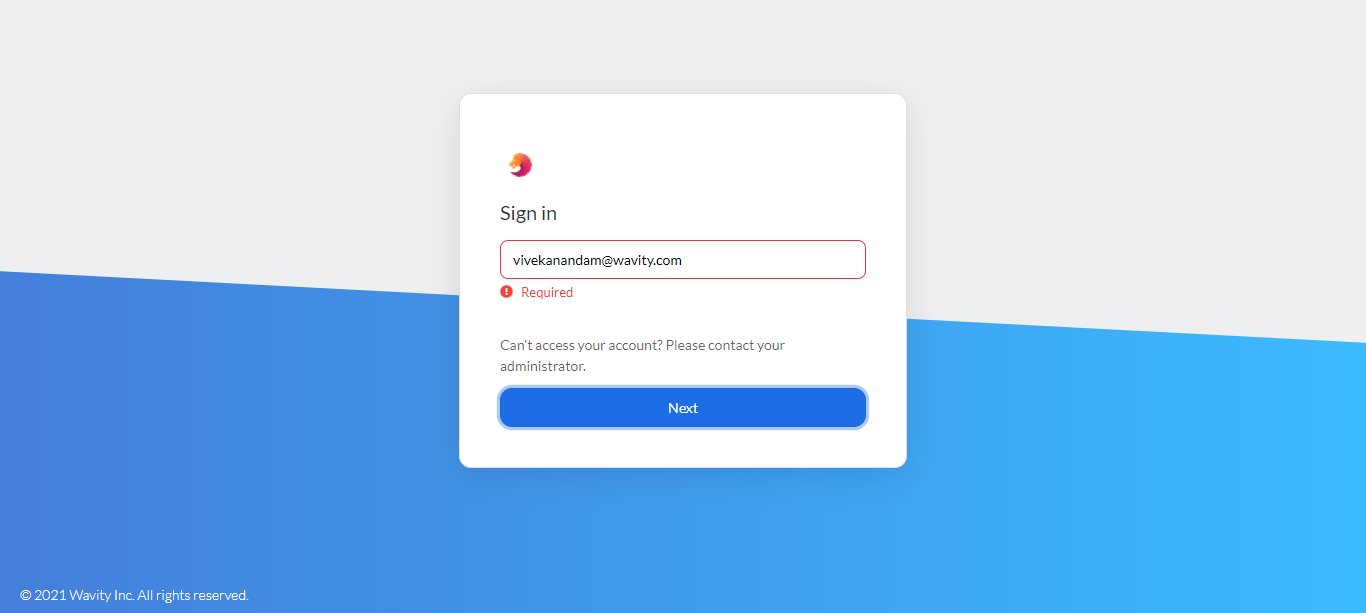 Sign in
vivekanandam@wavity.com
Required
Can't access your account? Please contact your
administrator.
Next
© 2021 Wavity Inc. All rights reserved.